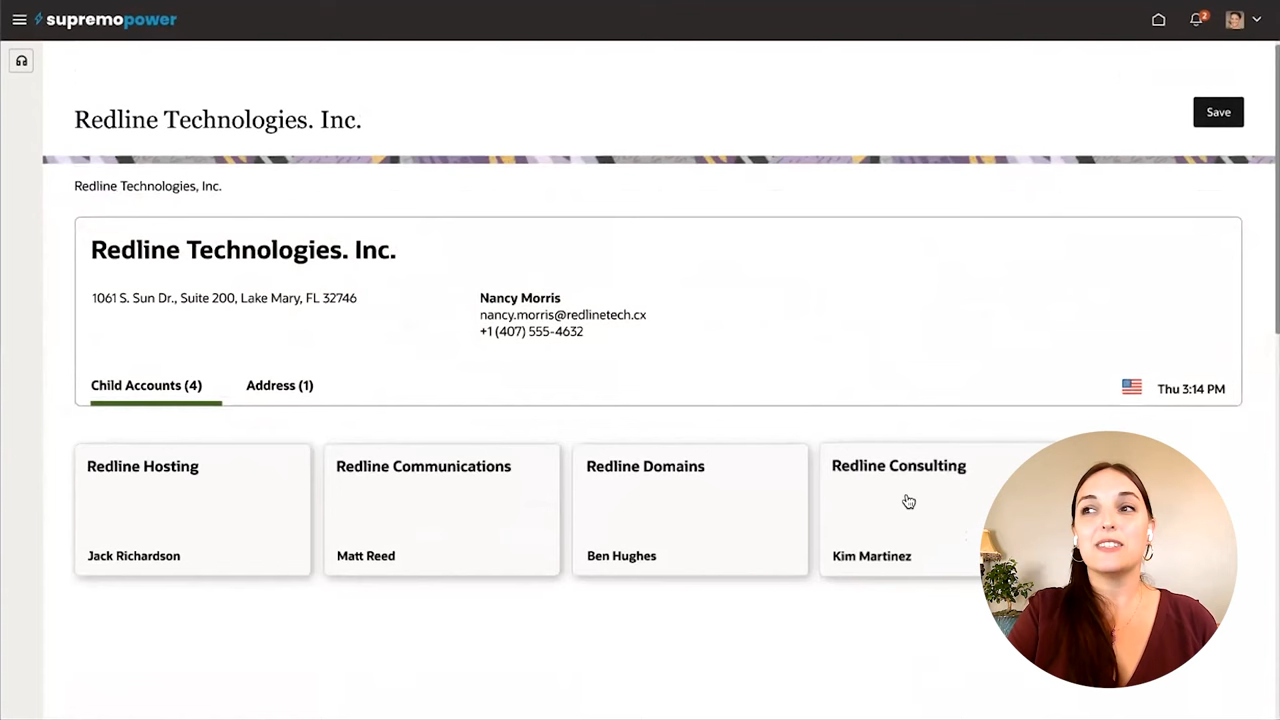 supremopower
2
Redline Technologies. Inc.
Save
Redline Technologies, Inc.
Redline Technologies. Inc.
1061 S. Sun Dr., Suite 200, Lake Mary, FL 32746
Nancy Morris
nancy.morris@redlinetech.cx
+1 (407) 555-4632
Child Accounts (4)
Address (1)
Thu 3:14 PM
Redline Hosting
Jack Richardson
Redline Communications
Matt Reed
Redline Domains
Ben Hughes
Redline Consulting
Kim Martinez